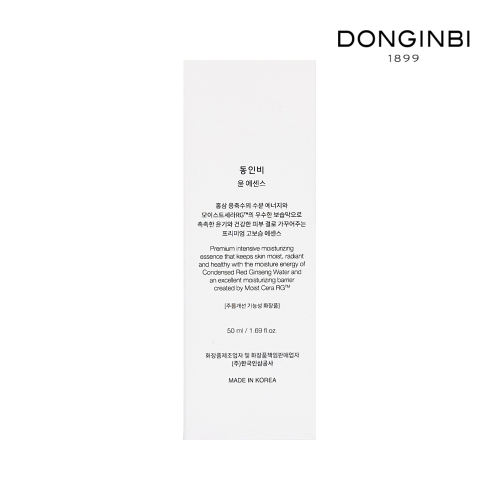 DONGINBI
1899
동인비
윤 에센스
홍삼 응축수의 수분 에너지와
모이스트세라RG™의 우수한 보습막으로
촉촉한 윤기와 건강한 피부 결로 가꾸어주는
프리미엄 고보습 에센스
Premium intensive moisturizing
essence that keeps skin moist, radiant
and healthy with the moisture energy of
Condensed Red Ginseng Water and
an excellent moisturizing barrier
created by Moist Cera RG™
[주름개선 기능성 화장품]
50 ml / 1.69 fl.oz.
화장품제조업자 및 화장품책임판매업자
(주)한국인삼공사
MADE IN KOREA